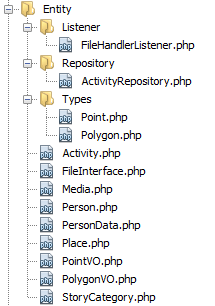 Entity
Listener
FileHandlerListener.php
Repository
ActivityRepository.php
Types
Point.php
Polygon.php
Activity.php
FileInterface.php
Media.php
Person.php
PersonData.php
Place.php
PointVO.php
PolygonVO.php
StoryCategory.php